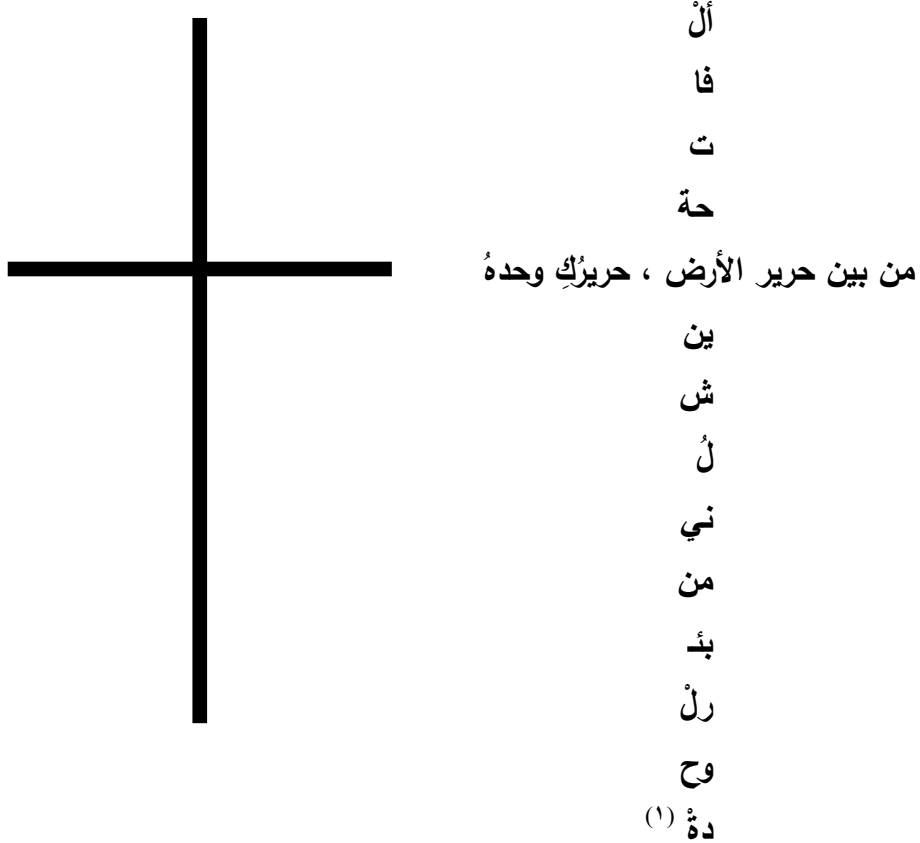 ألْ
فا
ت
حة
من بين حرير الأرض ، حريرُكِ وحدهُ
ين
ش
لُ
ني
من
بئـ
رلْ
وح
دةْ (١)